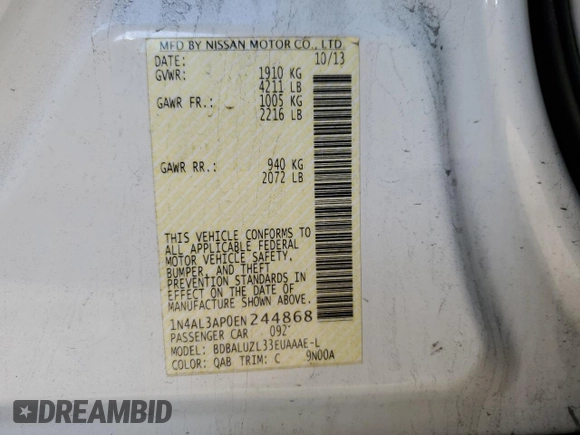 MFD BY NISSAN MOTOR CO., LTD.
DATE: 10/13
GVWR: 1910 KG
4211 LB
GAWR FR.: 1005 KG
2216 LB
GAWR RR.: 940 KG
2072 LB
THIS VEHICLE CONFORMS TO
ALL APPLICABLE FEDERAL
MOTOR VEHICLE SAFETY,
BUMPER, AND THEFT
PREVENTION STANDARDS IN
EFFECT ON THE DATE OF
MANUFACTURE SHOWN ABOVE.
1N4AL3AP0EN244868
PASSENGER CAR 092
MODEL: BDBALUZL33EUAAAE-L
COLOR: QAB TRIM: C 9N00A
DREAMBID